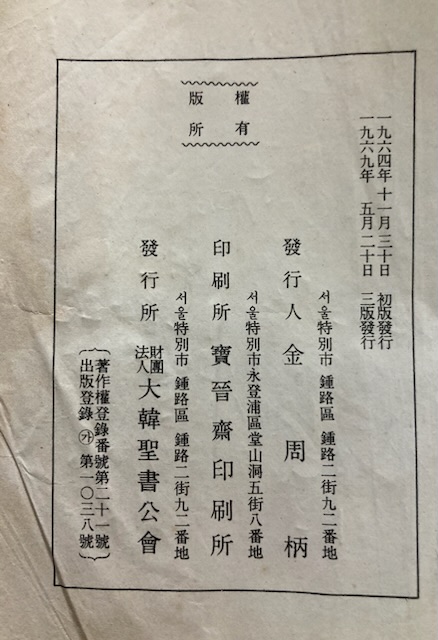 一九六四年 十一月 三十日 初版發行
一九六九年 五月 二十日 三版發行
權有
版所
서울特別市 鍾路區 鍾路二街九二番地
發行人 金周柄
서울特別市永登浦區堂山洞五街八番地
印刷所 寶晉齋印刷所
서울特別市 鍾路區 鍾路二街九二番地
發行所 財團法人 大韓聖書公會
著作權登錄番號第二十一號
出版登錄 ㉮ 第一〇三八號